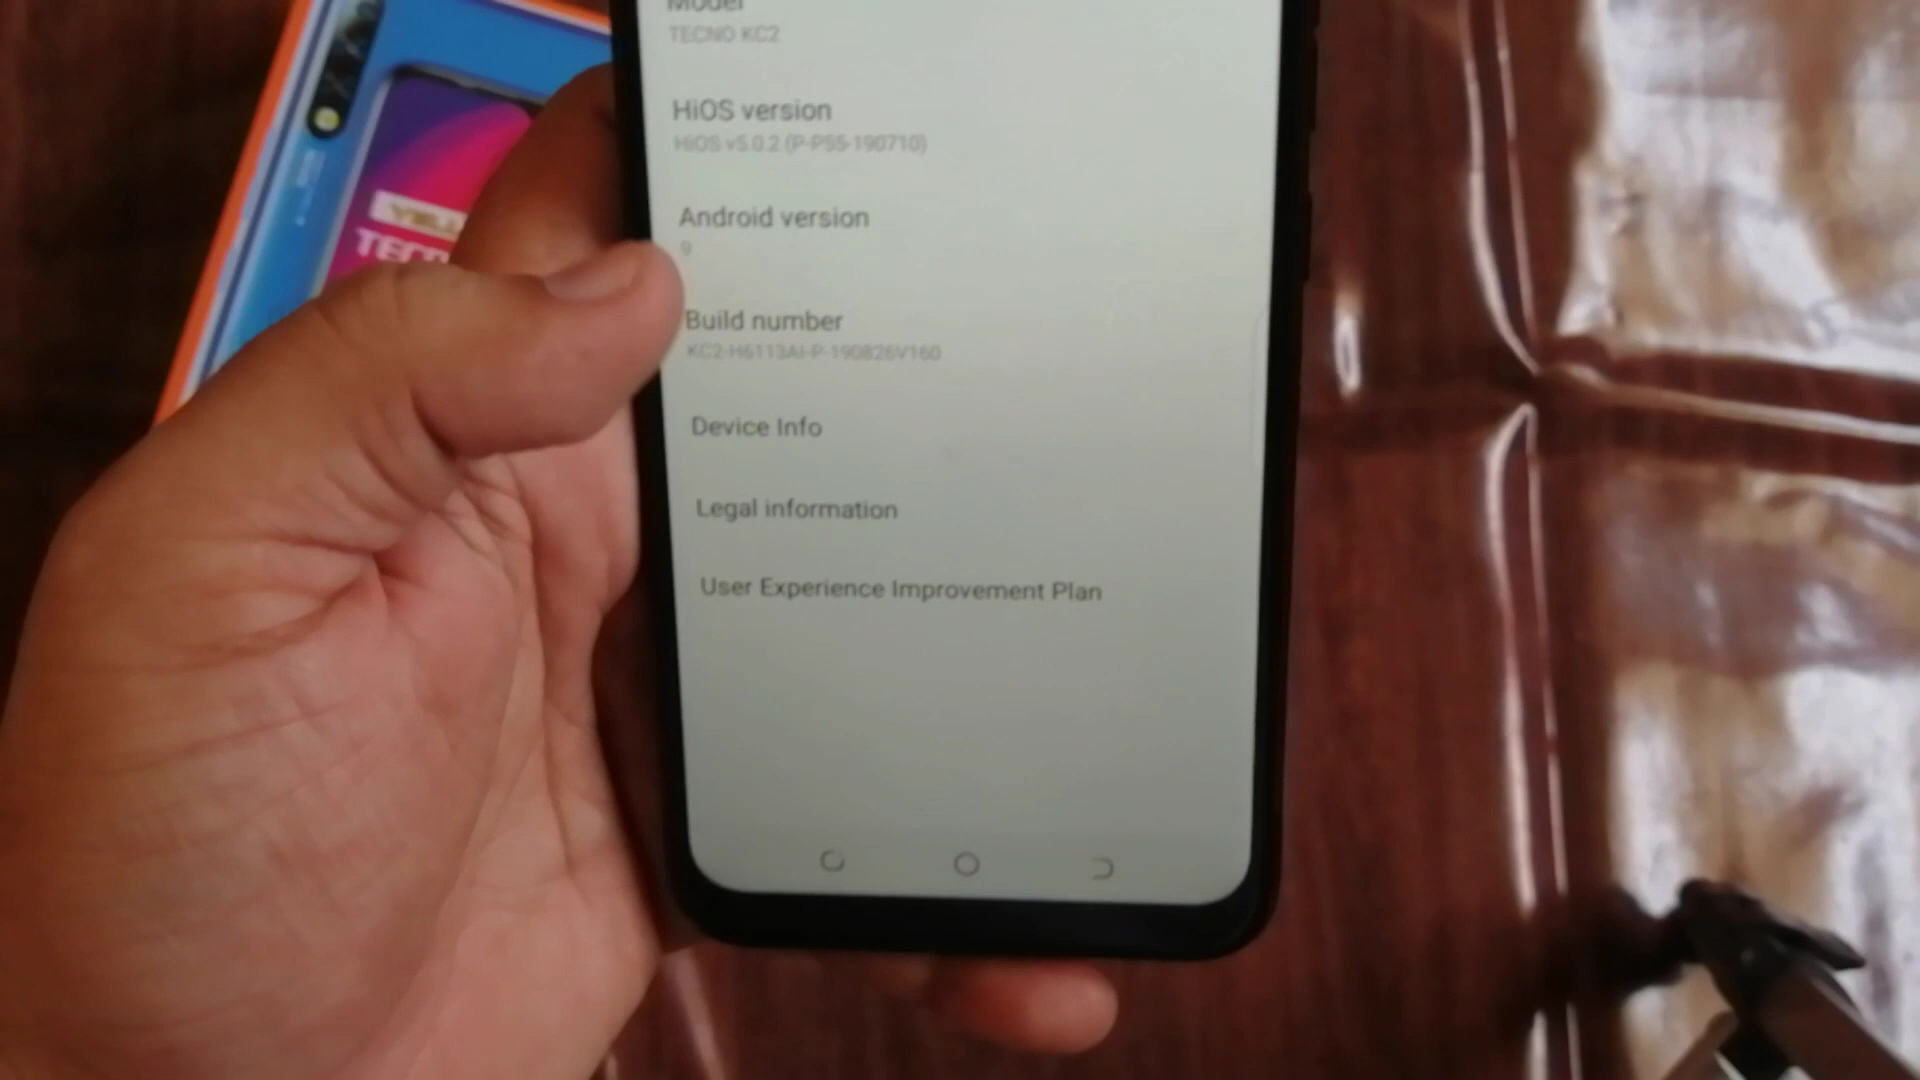 Model
TECNO KC2
HiOS version
HiOS v5.0.2 (P-P55-190710)
Android version
9
Build number
KC2-H6113AI-P-190826V160
Device Info
Legal information
User Experience Improvement Plan